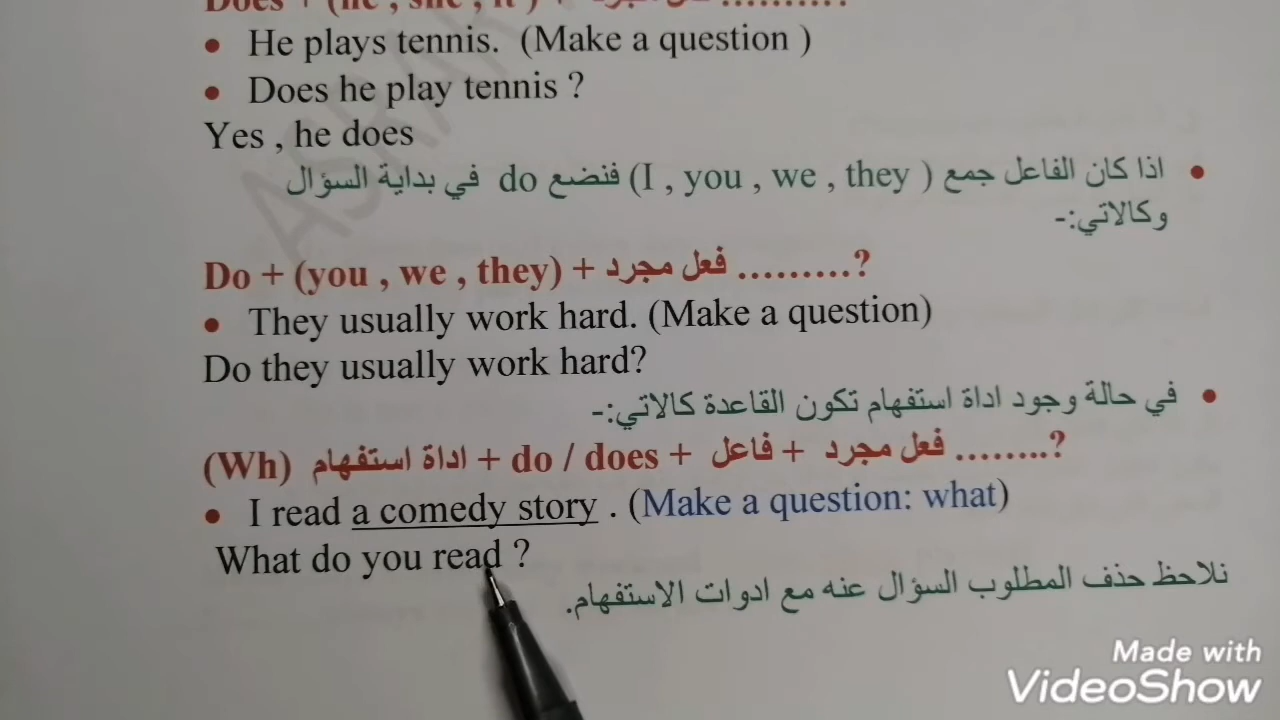 Does + (he , she , it ) +
• He plays tennis. (Make a question )
• Does he play tennis ?
Yes , he does
• اذا كان الفاعل جمع ( I , you , we , they) فنضع do في بداية السؤال
وكالاتي:-
Do + (you , we , they) + فعل مجرد .........?
• They usually work hard. (Make a question)
Do they usually work hard?
• في حالة وجود اداة استفهام تكون القاعدة كالاتي:-
(Wh) اداة استفهام + do / does + فاعل + فعل مجرد ........?
• I read a comedy story . (Make a question: what)
What do you read ?
نلاحظ حذف المطلوب السؤال عنه مع ادوات الاستفهام.
Made with
VideoShow